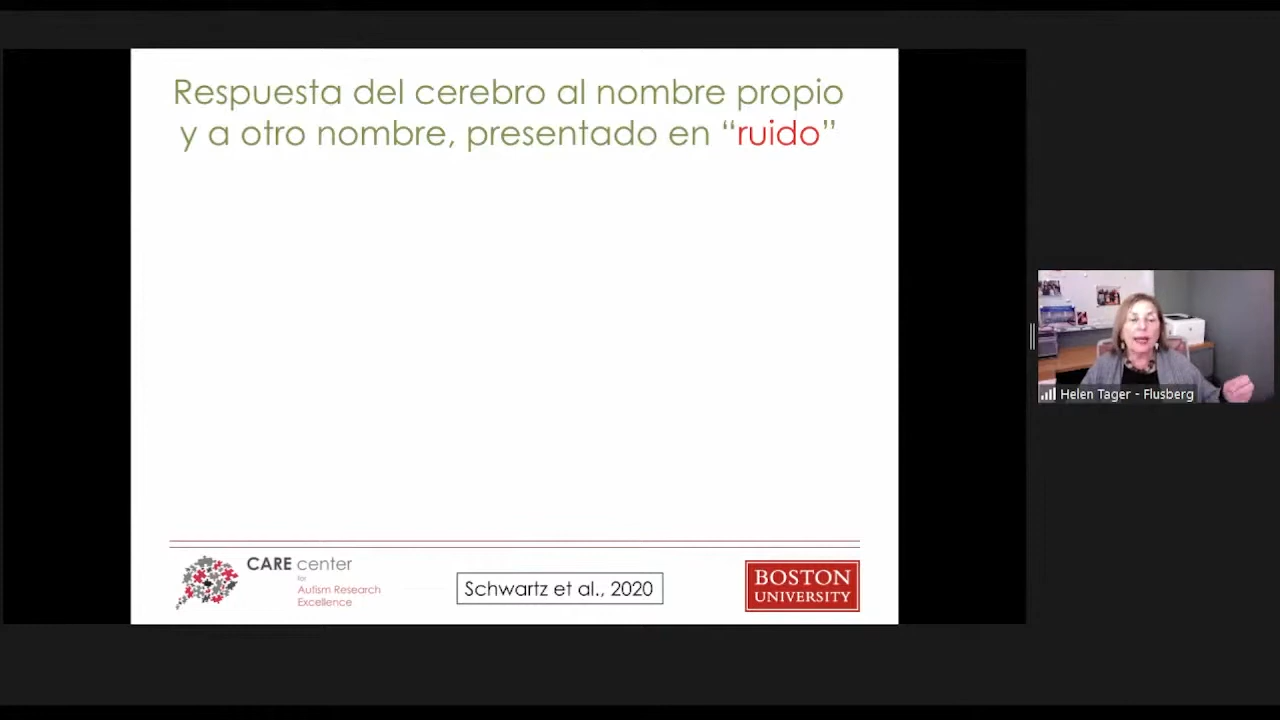 Respuesta del cerebro al nombre propio
y a otro nombre, presentado en “ruido”
CARE center
for
Autism Research
Excellence
Schwartz et al., 2020
BOSTON
UNIVERSITY
Helen Tager - Flusberg